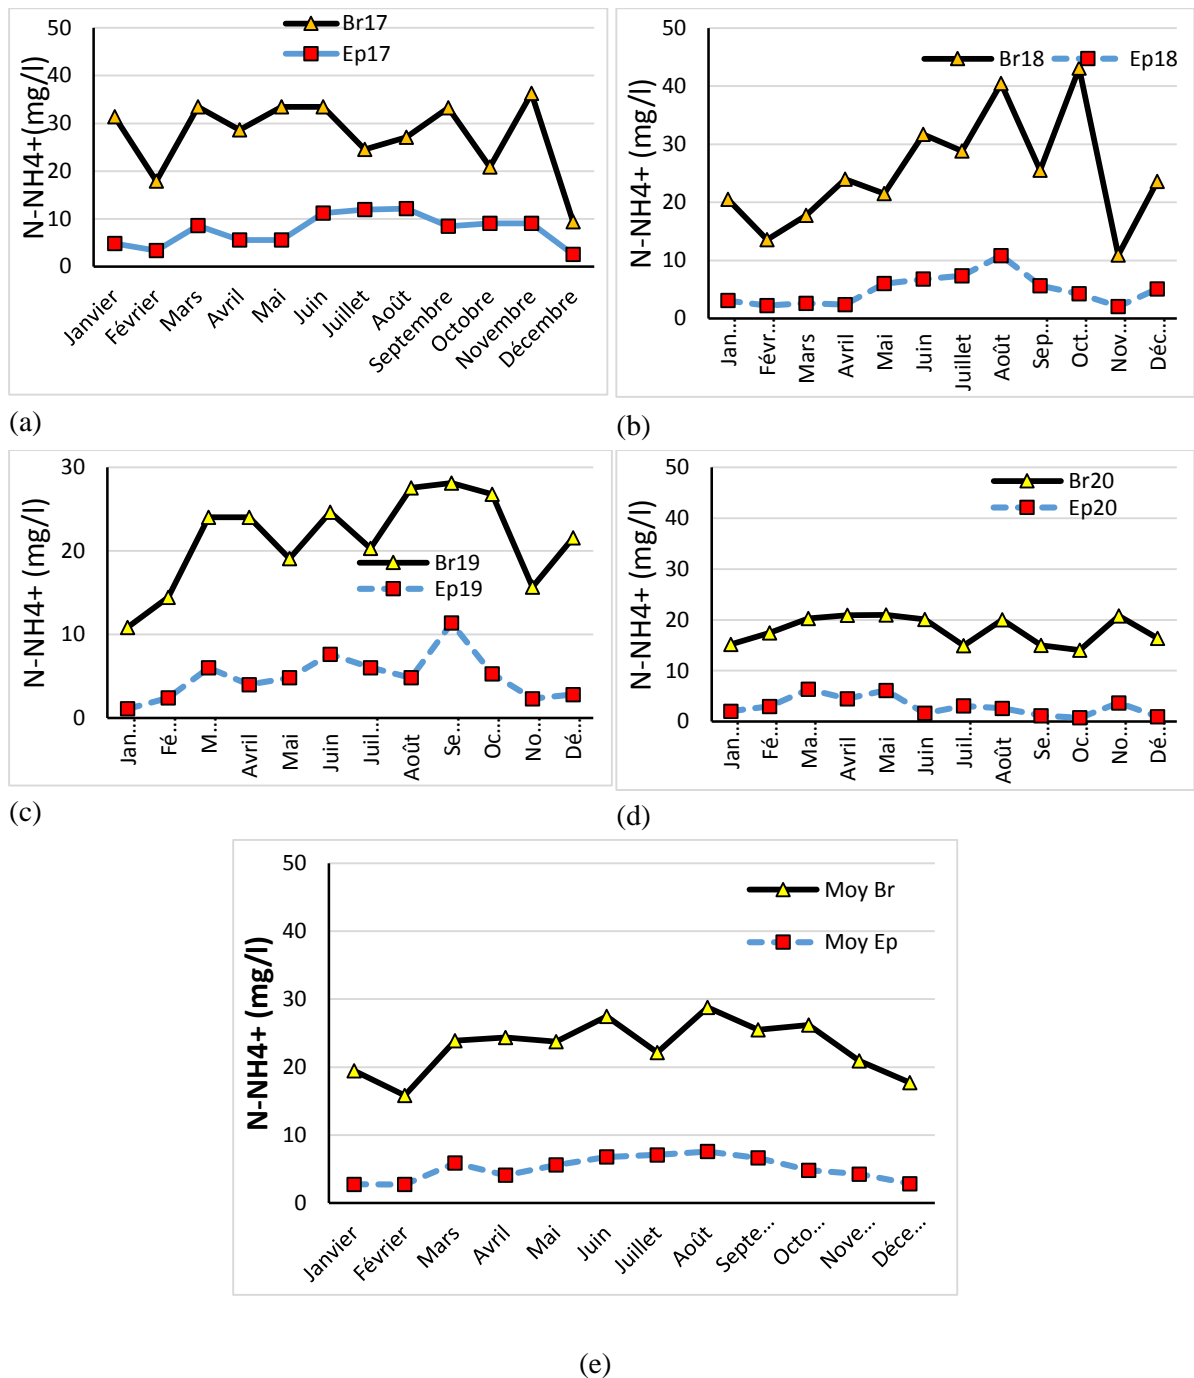 50
40
30
20
10
0
N-NH4+(mg/l)
Br17
Ep17
Janvier
Février
Mars
Avril
Mai
Juin
Juillet
Août
Septembre
Octobre
Novembre
Décembre
(a)
50
40
30
20
10
0
N-NH4+ (mg/l)
Br18
Ep18
Jan…
Févr…
Mars
Avril
Mai
Juin
Juillet
Août
Sep…
Oct…
Nov…
Déc…
(b)
30
20
10
0
N-NH4+ (mg/l)
Br19
Ep19
Jan…
Fé…
M…
Avril
Mai
Juin
Juil…
Août
Se…
Oc…
No…
Dé…
(c)
50
40
30
20
10
0
N-NH4+ (mg/l)
Br20
Ep20
Jan…
Fé…
Ma…
Avril
Mai
Juin
Juil…
Août
Se…
Oc…
No…
Dé…
(d)
50
40
30
20
10
0
N-NH4+ (mg/l)
Moy Br
Moy Ep
Janvier
Février
Mars
Avril
Mai
Juin
Juillet
Août
Septe…
Octo…
Nove…
Déce…
(e)